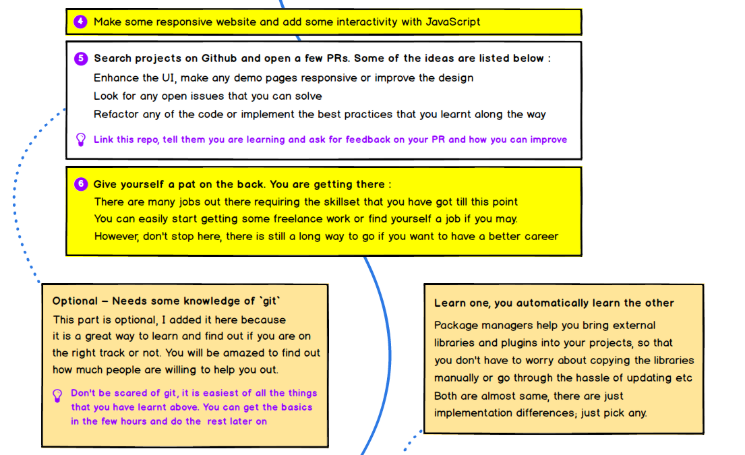 4 Make some responsive website and add some interactivity with JavaScript
5 Search projects on Github and open a few PRs. Some of the ideas are listed below :
Enhance the UI, make any demo pages responsive or improve the design
Look for any open issues that you can solve
Refactor any of the code or implement the best practices that you learnt along the way
Link this repo, tell them you are learning and ask for feedback on your PR and how you can improve
6 Give yourself a pat on the back. You are getting there :
There are many jobs out there requiring the skillset that you have got till this point
You can easily start getting some freelance work or find yourself a job if you may.
However, don't stop here, there is still a long way to go if you want to have a better career
Optional – Needs some knowledge of `git`
This part is optional, I added it here because
it is a great way to learn and find out if you are on
the right track or not. You will be amazed to find out
how much people are willing to help you out.
Don't be scared of git, it is easiest of all the things
that you have learnt above. You can get the basics
in the few hours and do the rest later on
Learn one, you automatically learn the other
Package managers help you bring external
libraries and plugins into your projects, so that
you don't have to worry about copying the libraries
manually or go through the hassle of updating etc
Both are almost same, there are just
implementation differences; just pick any.